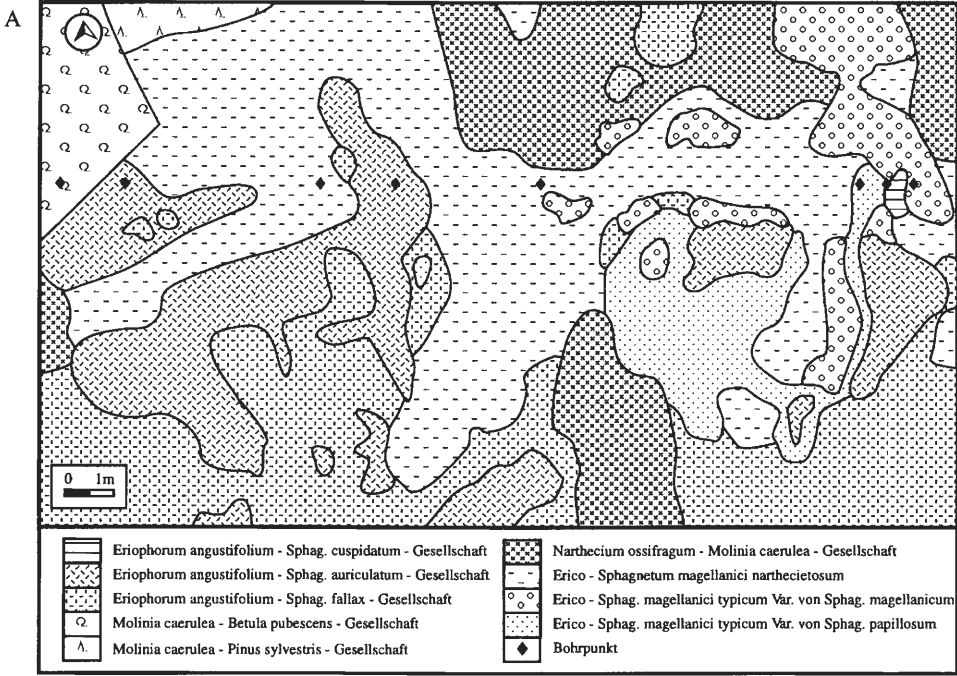 A
0 1m
Eriophorum angustifolium - Sphag. cuspidatum - Gesellschaft
Eriophorum angustifolium - Sphag. auriculatum - Gesellschaft
Eriophorum angustifolium - Sphag. fallax - Gesellschaft
Molinia caerulea - Betula pubescens - Gesellschaft
Molinia caerulea - Pinus sylvestris - Gesellschaft
Narthecium ossifragum - Molinia caerulea - Gesellschaft
Erico - Sphagnetum magellanici narthecietosum
Erico - Sphag. magellanici typicum Var. von Sphag. magellanicum
Erico - Sphag. magellanici typicum Var. von Sphag. papillosum
Bohrpunkt